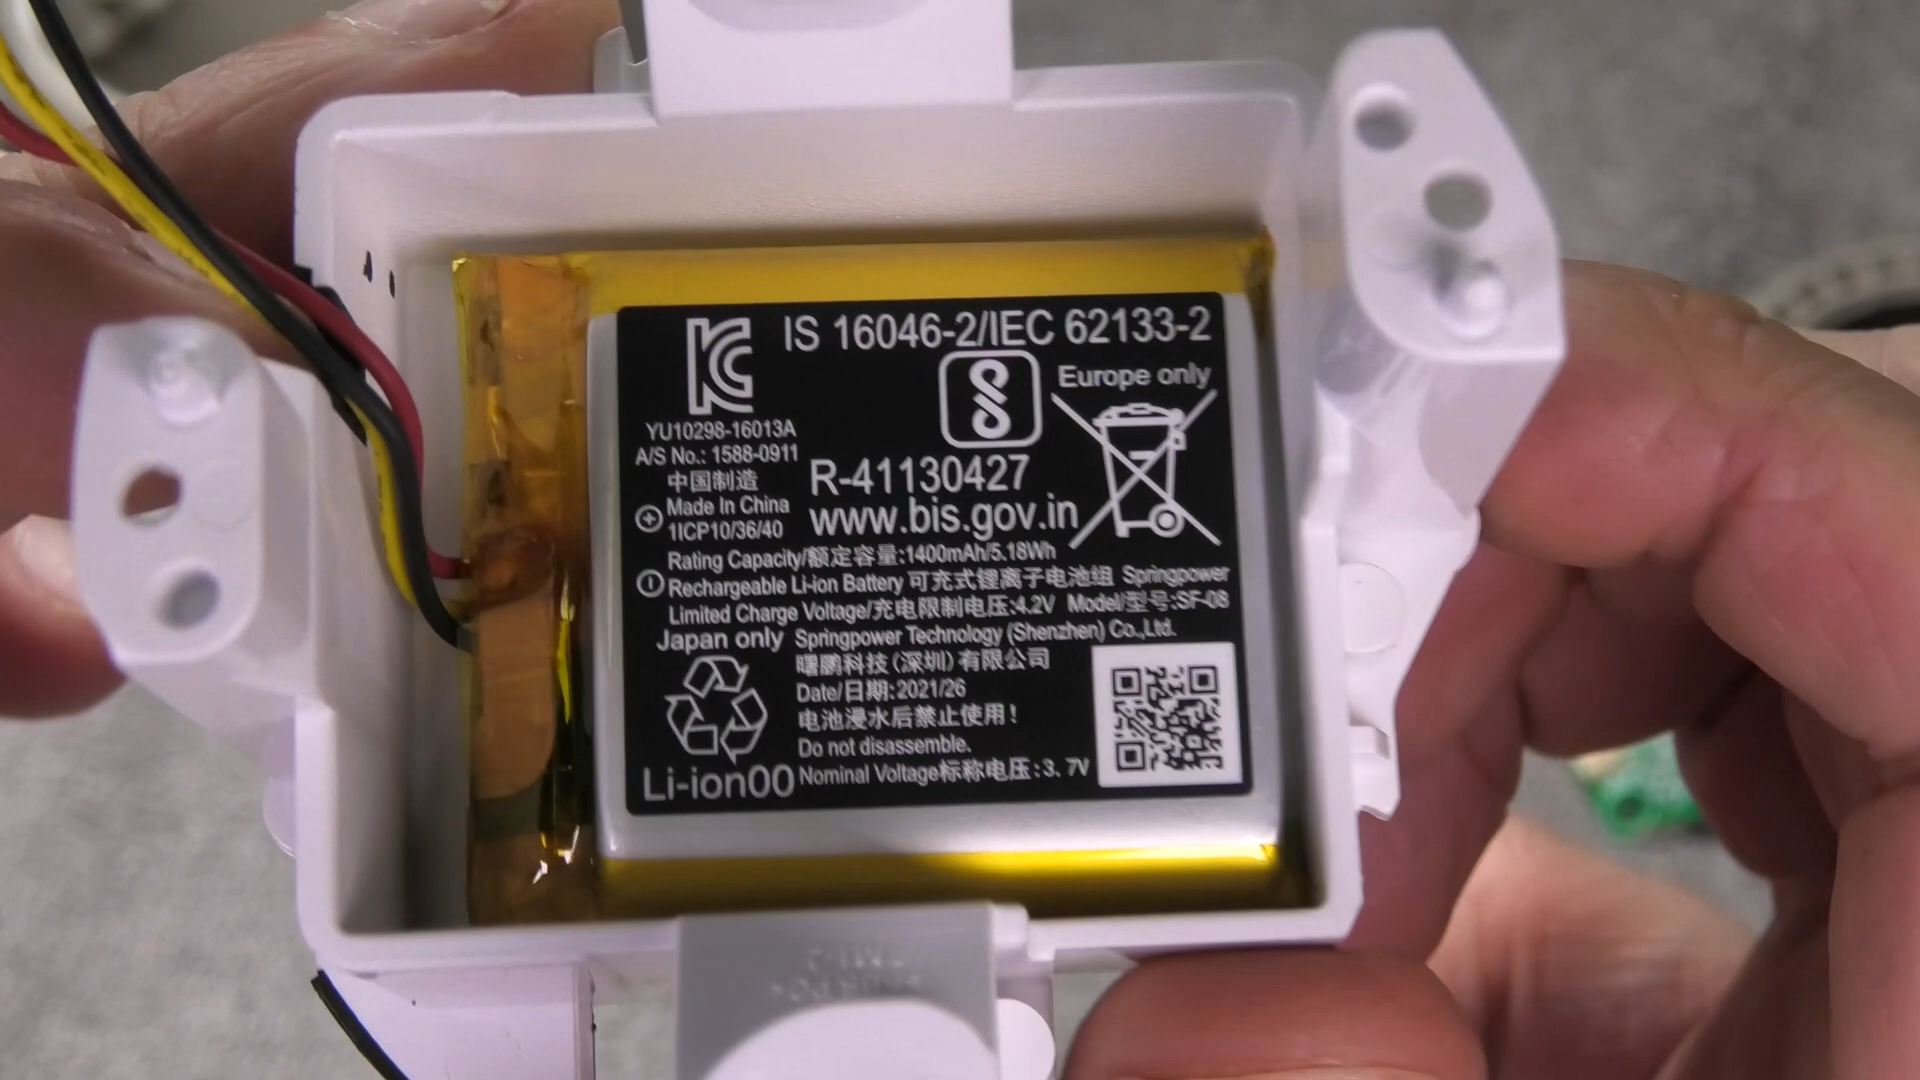 IS 16046-2/IEC 62133-2
Europe only
YU10298-16013A
A/S No.: 1588-0911
中国制造
Made In China
1ICP10/36/40
R-41130427
www.bis.gov.in
Rating Capacity/额定容量:1400mAh/5.18Wh
Rechargeable Li-ion Battery 可充式锂离子电池组 Springpower
Limited Charge Voltage/充电限制电压:4.2V Model/型号:SF-08
Japan only
Springpower Technology (Shenzhen) Co.,Ltd.
曙鹏科技(深圳)有限公司
Date/日期:2021/26
电池浸水后禁止使用!
Do not disassemble.
Li-ion00
Nominal Voltage标称电压:3.7V